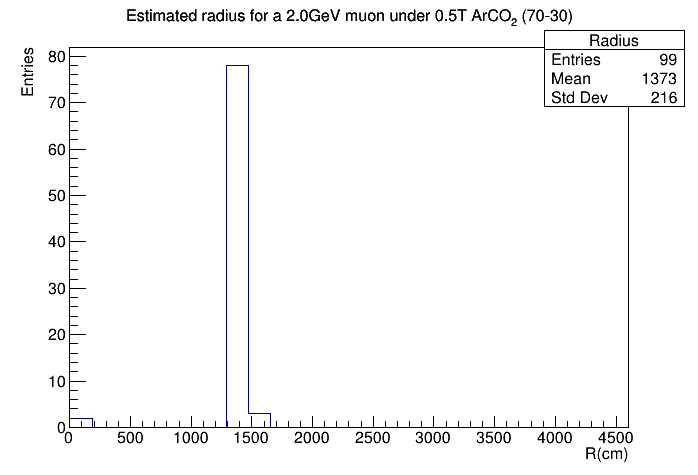 Estimated radius for a 2.0GeV muon under 0.5T ArCO₂ (70-30)
Radius
Entries 99
Mean 1373
Std Dev 216
Entries
80
70
60
50
40
30
20
10
0
0 500 1000 1500 2000 2500 3000 3500 4000 4500
R(cm)